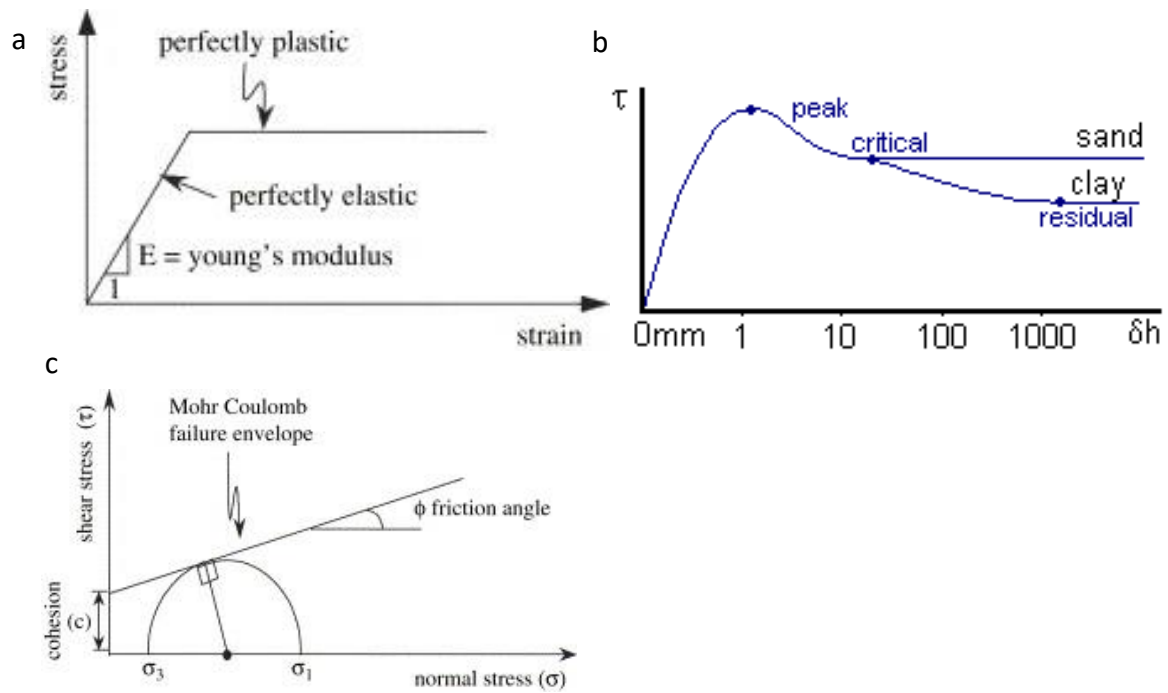 a
stress
perfectly plastic
perfectly elastic
E = young's modulus
1
strain
b
τ
peak
critical
sand
clay
residual
0mm 1 10 100 1000 δh
c
shear stress (τ)
Mohr Coulomb
failure envelope
ϕ friction angle
cohesion
(c)
σ3 σ1
normal stress (σ)